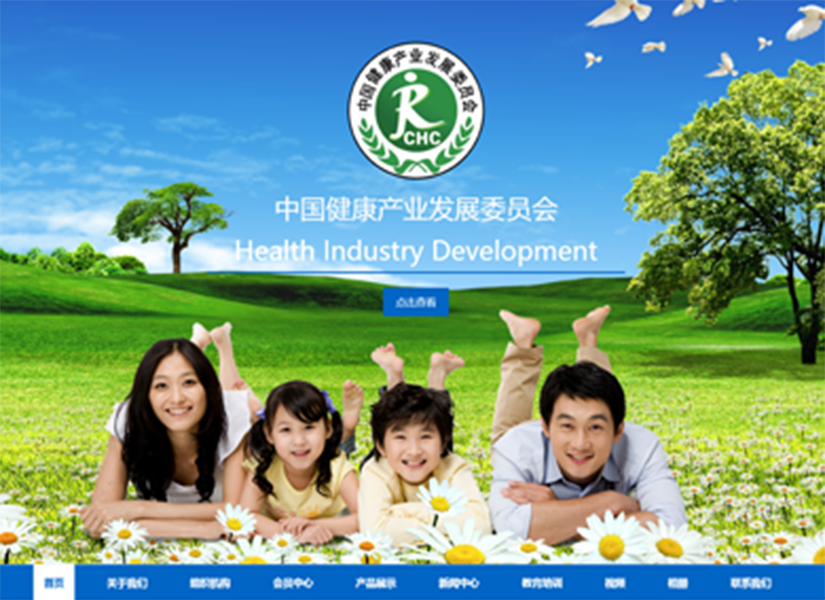 中国健康产业发展委员会
CHC
中国健康产业发展委员会
Health Industry Development
点击查看
首页 关于我们 组织机构 会员中心 产品展示 新闻中心 教育培训 视频 相册 联系我们